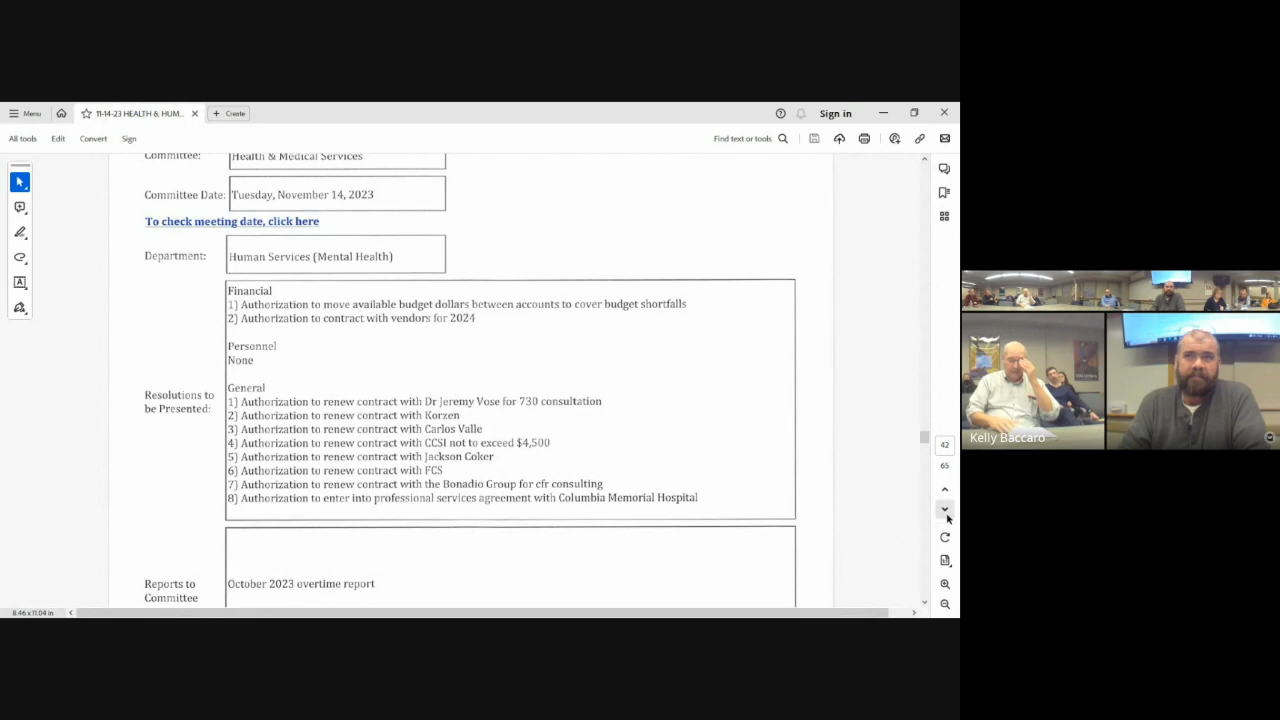 Menu
11-14-23 HEALTH & HUM...
Create
Sign in
All tools
Edit
Convert
Sign
Find text or tools
Committee:
Health & Medical Services
Committee Date:
Tuesday, November 14, 2023
To check meeting date, click here
Department:
Human Services (Mental Health)
Financial
1) Authorization to move available budget dollars between accounts to cover budget shortfalls
2) Authorization to contract with vendors for 2024
Personnel
None
Resolutions to
be Presented:
General
1) Authorization to renew contract with Dr Jeremy Vose for 730 consultation
2) Authorization to renew contract with Korzen
3) Authorization to renew contract with Carlos Valle
4) Authorization to renew contract with CCSI not to exceed $4,500
5) Authorization to renew contract with Jackson Coker
6) Authorization to renew contract with FCS
7) Authorization to renew contract with the Bonadio Group for cfr consulting
8) Authorization to enter into professional services agreement with Columbia Memorial Hospital
Reports to
Committee
October 2023 overtime report
42
65
8.46 x 11.04 in
Kelly Baccaro